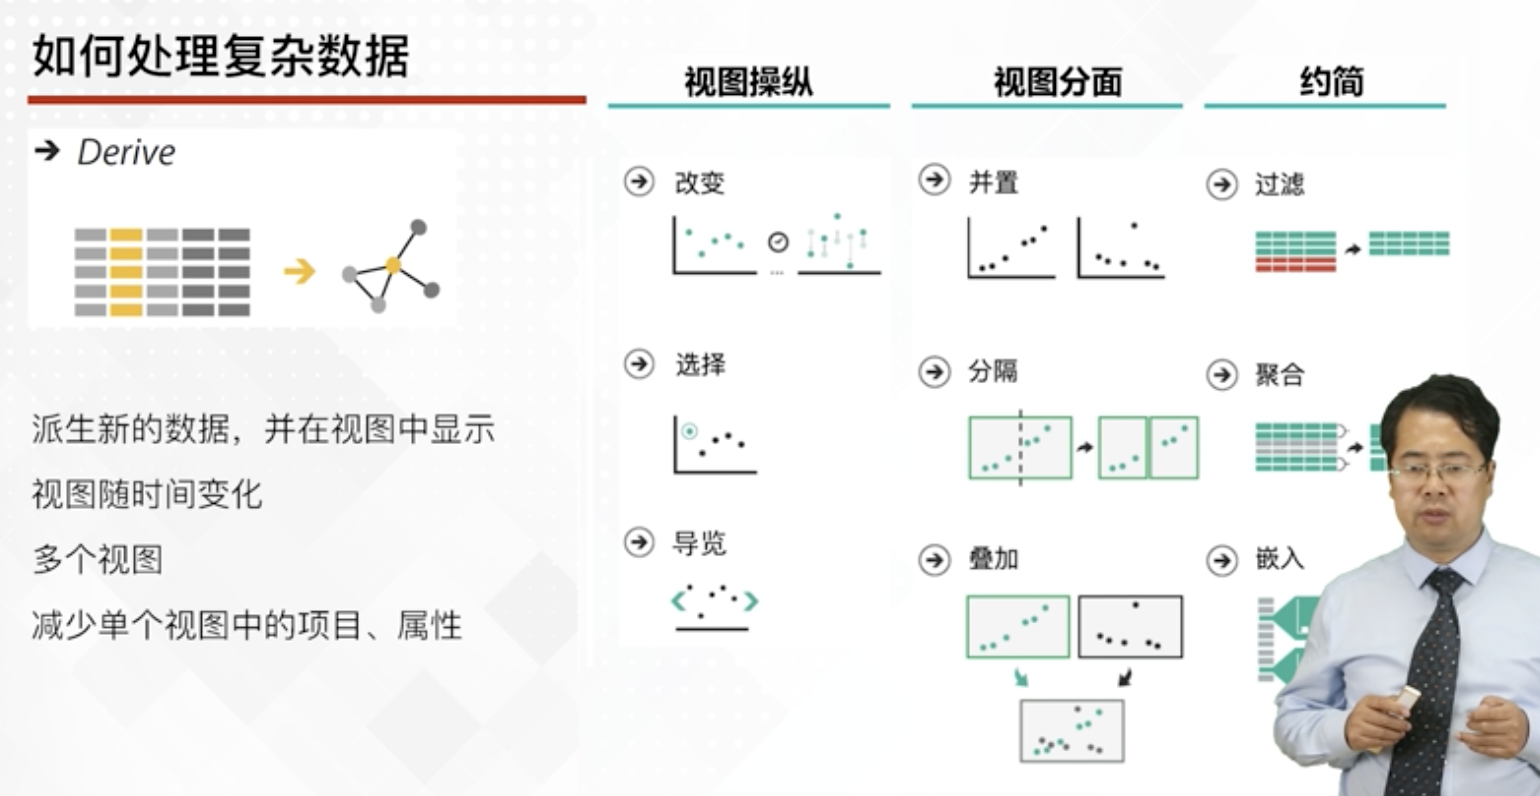 如何处理复杂数据
Derive
派生新的数据，并在视图中显示
视图随时间变化
多个视图
减少单个视图中的项目、属性
视图操纵
改变
...
选择
导览
视图分面
并置
分隔
叠加
约简
过滤
聚合
嵌入